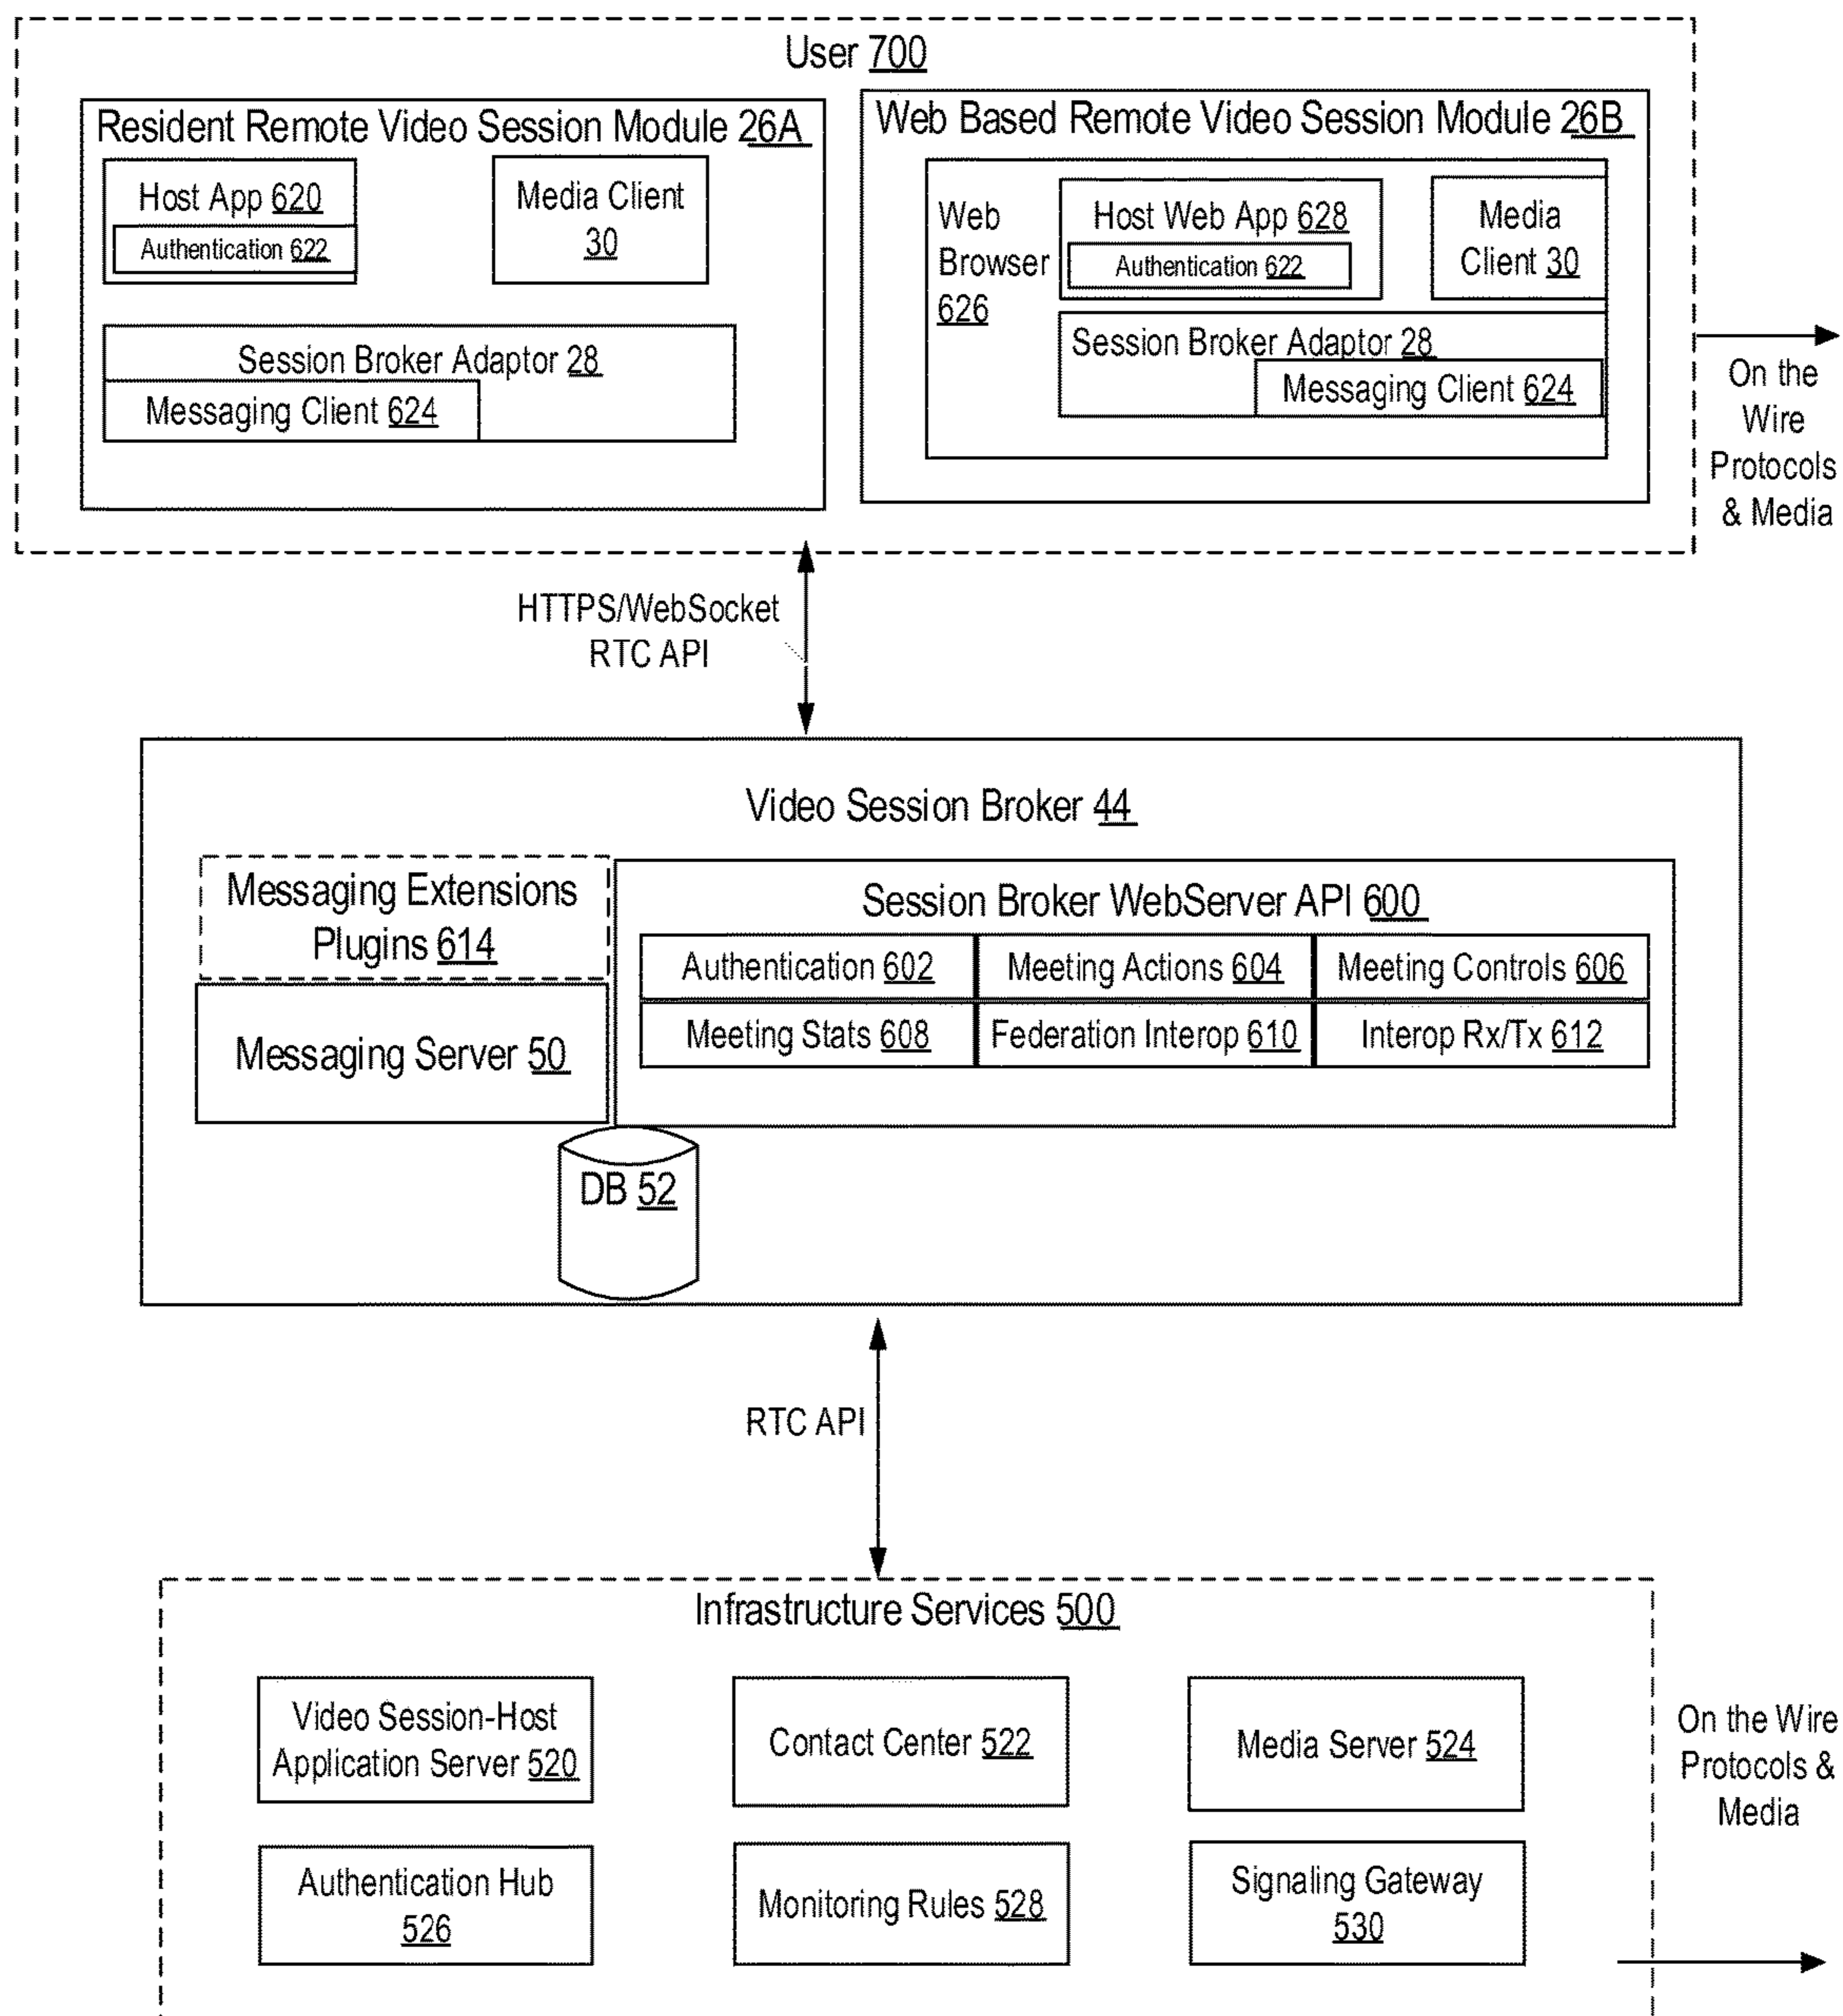 User 700
Resident Remote Video Session Module 26A
Host App 620
Authentication 622
Media Client
30
Session Broker Adaptor 28
Messaging Client 624
Web Based Remote Video Session Module 26B
Web
Browser
626
Host Web App 628
Authentication 622
Media
Client 30
Session Broker Adaptor 28
Messaging Client 624
On the
Wire
Protocols
& Media
HTTPS/WebSocket
RTC API
Video Session Broker 44
Messaging Extensions
Plugins 614
Messaging Server 50
Session Broker WebServer API 600
Authentication 602
Meeting Actions 604
Meeting Controls 606
Meeting Stats 608
Federation Interop 610
Interop Rx/Tx 612
DB 52
RTC API
Infrastructure Services 500
Video Session-Host
Application Server 520
Contact Center 522
Media Server 524
Authentication Hub
526
Monitoring Rules 528
Signaling Gateway
530
On the Wire
Protocols &
Media